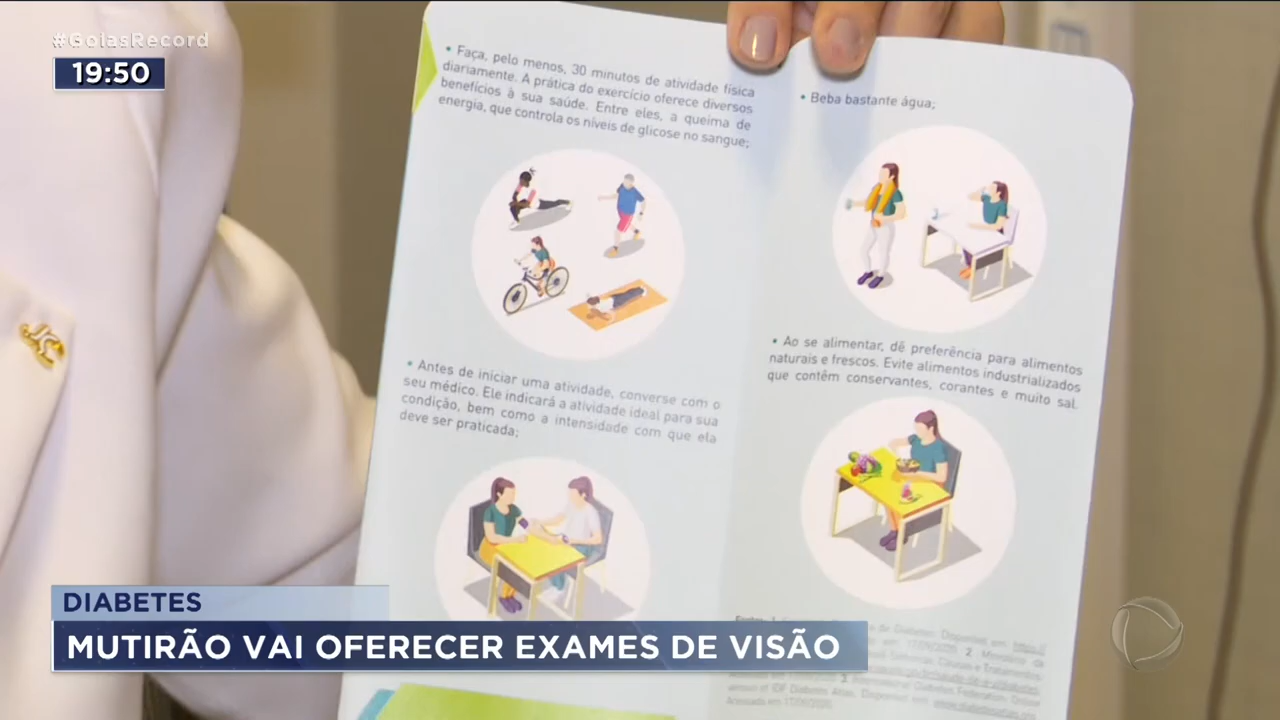 #GoiasRecord
19:50
• Faça, pelo menos, 30 minutos de atividade física
diariamente. A prática do exercício oferece diversos
benefícios à sua saúde. Entre eles, a queima de
energia, que controla os níveis de glicose no sangue;
• Antes de iniciar uma atividade, converse com o
seu médico. Ele indicará a atividade ideal para sua
condição, bem como a intensidade com que ela
deve ser praticada;
• Beba bastante água;
• Ao se alimentar, dê preferência para alimentos
naturais e frescos. Evite alimentos industrializados
que contêm conservantes, corantes e muito sal.
DIABETES
MUTIRÃO VAI OFERECER EXAMES DE VISÃO